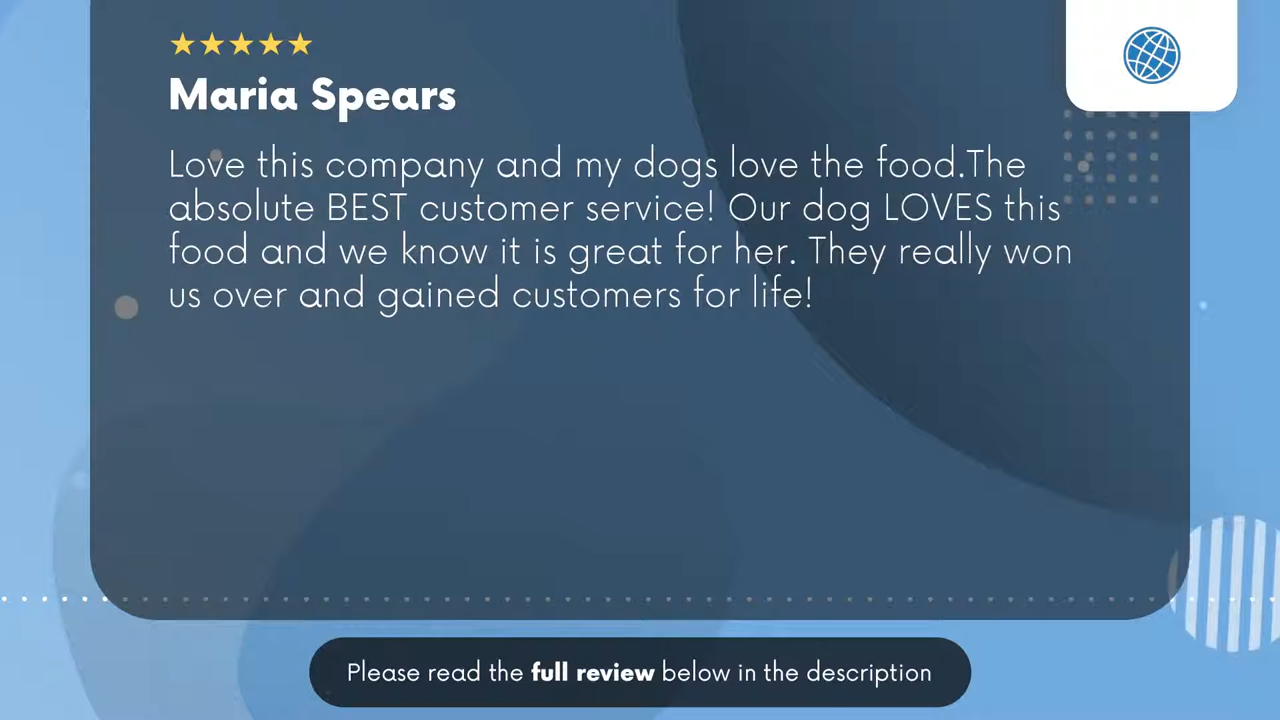 Maria Spears
Love this company and my dogs love the food.The
absolute BEST customer service! Our dog LOVES this
food and we know it is great for her. They really won
us over and gained customers for life!
Please read the full review below in the description